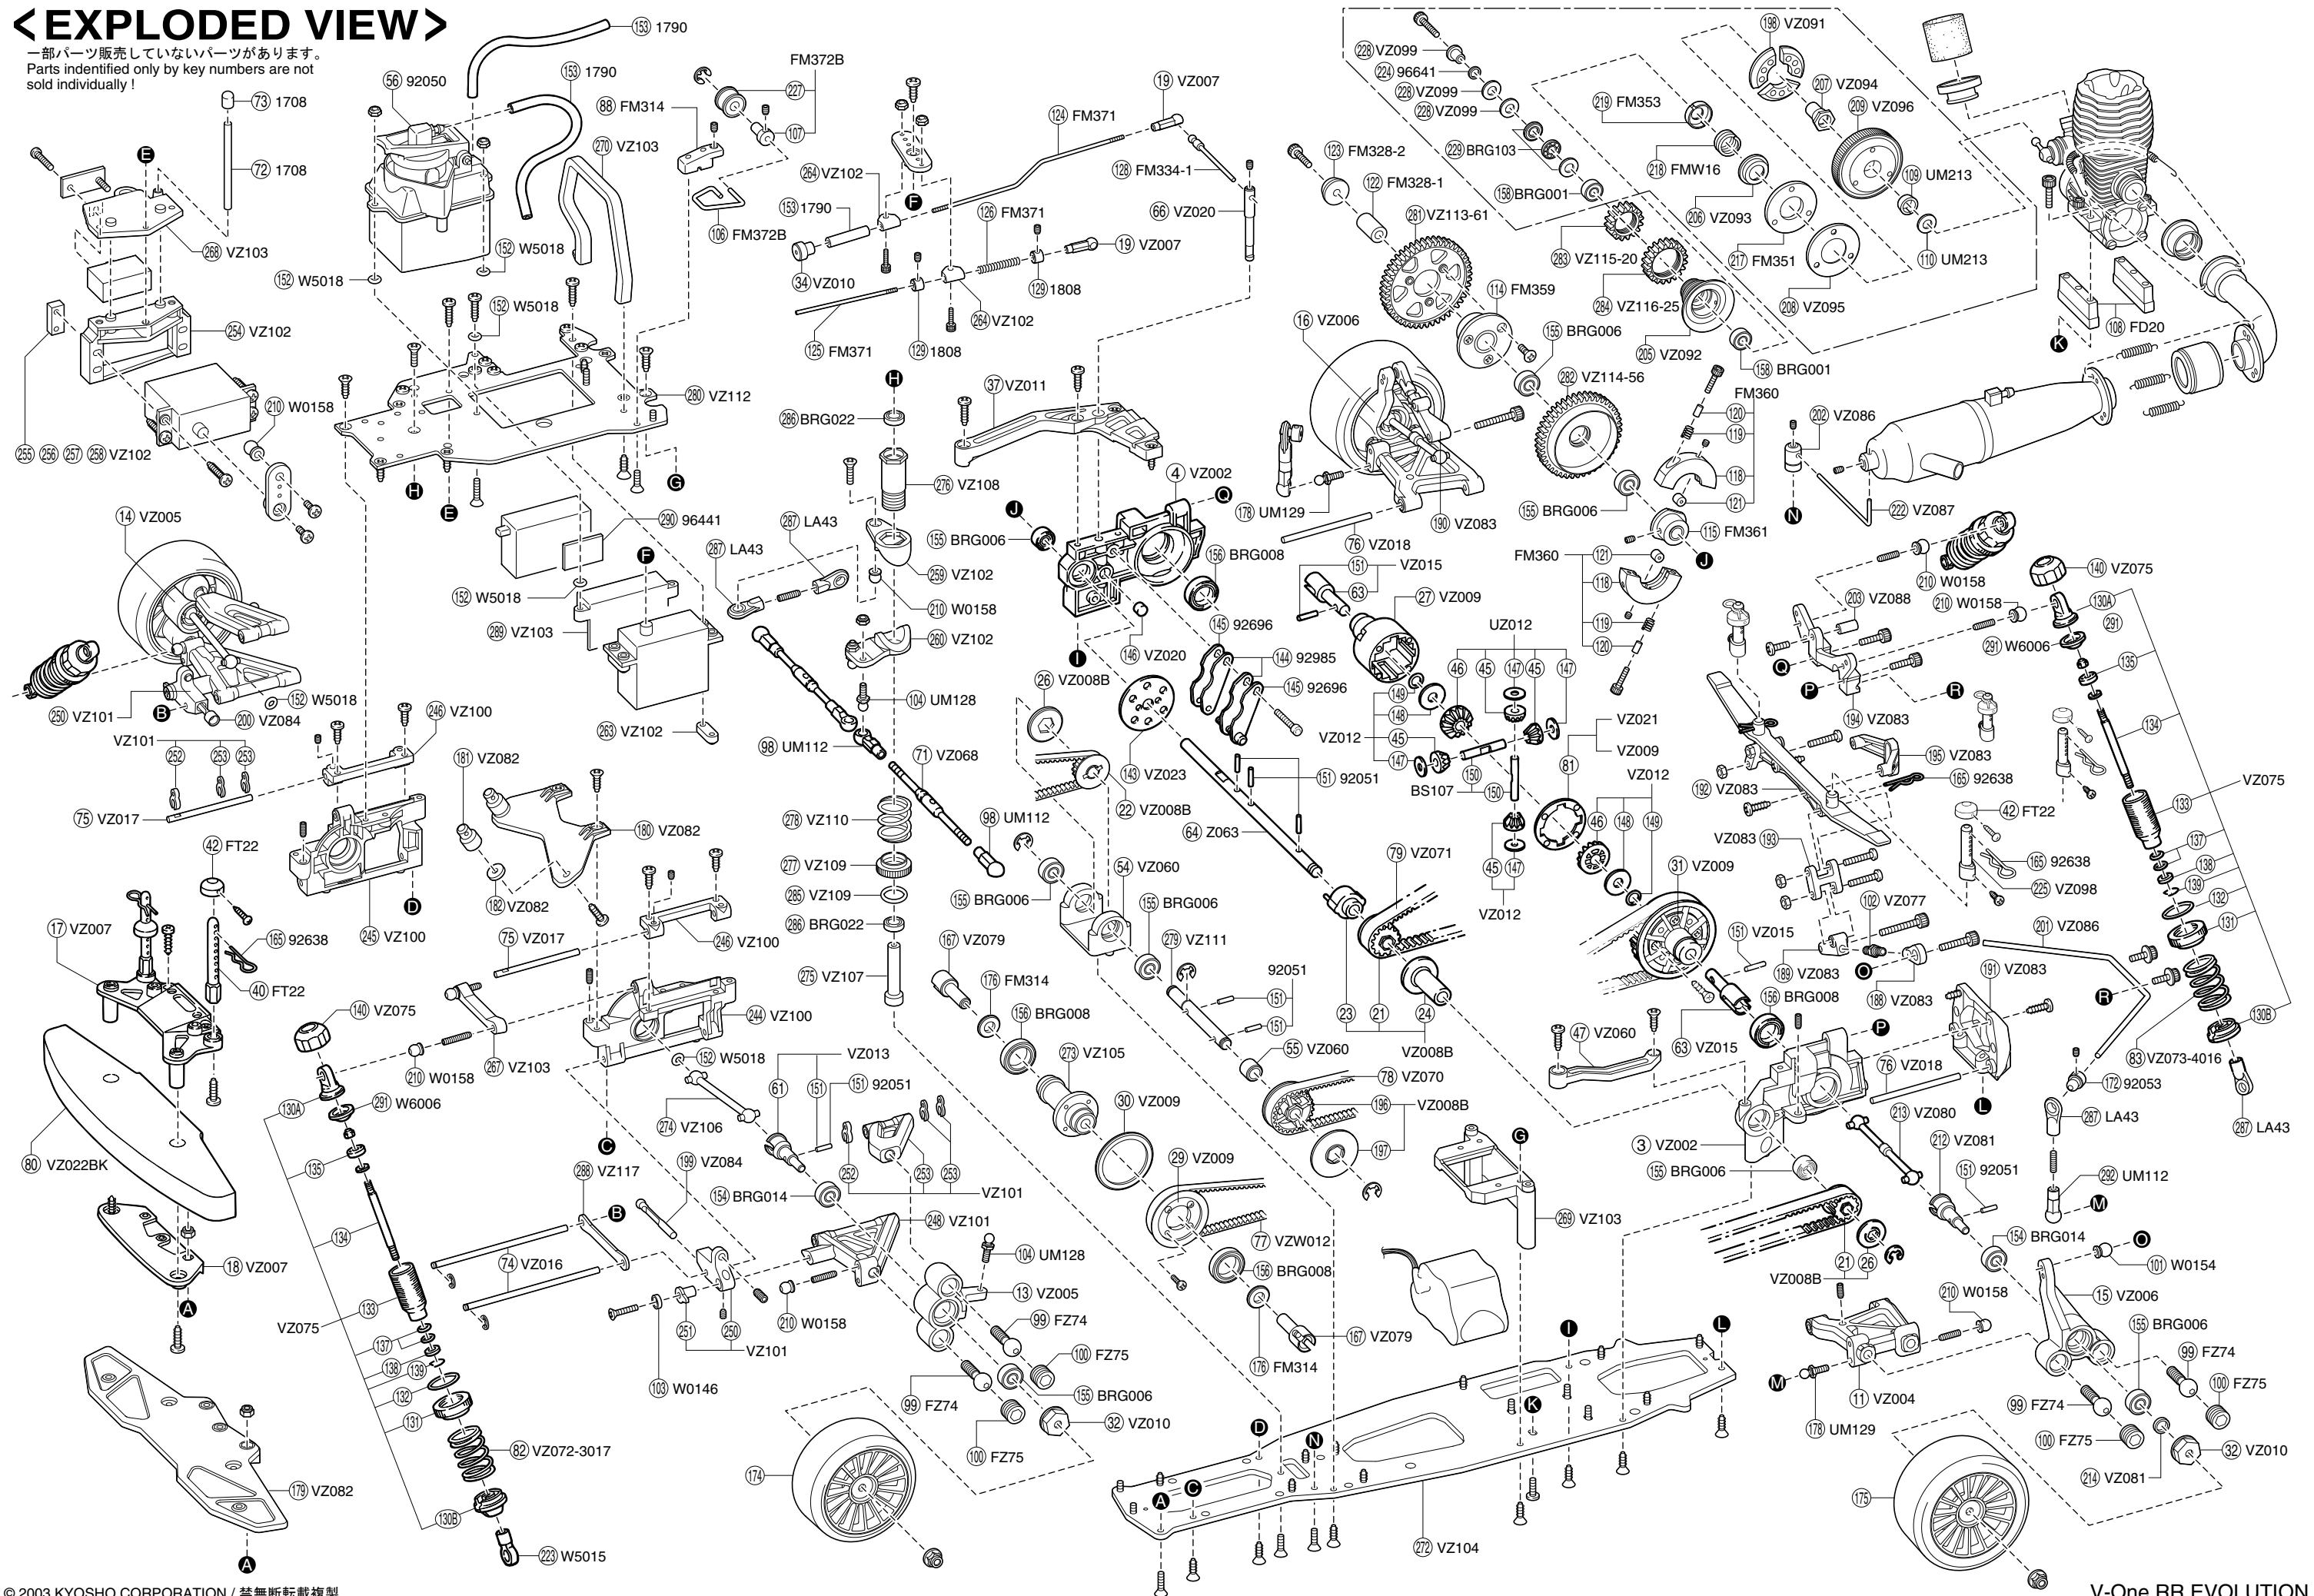 <EXPLODED VIEW>
一部パーツ販売していないパーツがあります。
Parts indentified only by key numbers are not
sold individually !
153 1790
56 92050
153 1790
73 1708
72 1708
88 FM314
FM372B
227
107
106 FM372B
270 VZ103
268 VZ103
152 W5018
152 W5018
152 W5018
254 VZ102
255 256 257 258 VZ102
210 W0158
280 VZ112
E
F
H
E
G
19 VZ007
124 FM371
264 VZ102
153 1790
34 VZ010
126 FM371
128 FM334-1
66 VZ020
19 VZ007
129 1808
264 VZ102
129 1808
125 FM371
228 VZ099
224 96641
228 VZ099
228 VZ099
229 BRG103
158 BRG001
198 VZ091
207 VZ094
209 VZ096
219 FM353
218 FMW16
206 VZ093
109 UM213
110 UM213
217 FM351
208 VZ095
123 FM328-2
122 FM328-1
281 VZ113-61
283 VZ115-20
284 VZ116-25
205 VZ092
158 BRG001
114 FM359
155 BRG006
282 VZ114-56
108 FD20
K
16 VZ006
37 VZ011
H
286 BRG022
276 VZ108
4 VZ002
Q
J
155 BRG006
156 BRG008
178 UM129
190 VZ083
76 VZ018
155 BRG006
FM360
120
119
118
121
115 FM361
J
202 VZ086
N
222 VZ087
14 VZ005
290 96441
F
287 LA43
287 LA43
152 W5018
289 VZ103
259 VZ102
210 W0158
260 VZ102
104 UM128
263 VZ102
98 UM112
71 VZ068
98 UM112
146 VZ020
I
145 92696
144 92985
145 92696
151
VZ015
63
27 VZ009
FM360
121
118
119
120
UZ012
46
45
147
45
147
149
148
VZ012
45
147
150
BS107
150
VZ021
81
VZ009
VZ012
46
148
149
45
147
VZ012
210 W0158
203 VZ088
210 W0158
140 VZ075
130A
291
291 W6006
135
Q
P
R
194 VZ083
195 VZ083
165 92638
192 VZ083
VZ083 193
42 FT22
165 92638
225 VZ098
134
VZ075
133
137
138
139
132
131
130B
83 VZ073-4016
287 LA43
250 VZ101
B
152 W5018
200 VZ084
246 VZ100
VZ101
252
253
253
75 VZ017
245 VZ100
D
181 VZ082
182 VZ082
180 VZ082
42 FT22
17 VZ007
165 92638
40 FT22
26 VZ008B
22 VZ008B
143 VZ023
151 92051
64 Z063
278 VZ110
277 VZ109
285 VZ109
286 BRG022
275 VZ107
54 VZ060
155 BRG006
155 BRG006
79 VZ071
31 VZ009
151 VZ015
63 VZ015
156 BRG008
102 VZ077
189 VZ083
O
188 VZ083
201 VZ086
191 VZ083
R
172 92053
287 LA43
292 UM112
M
75 VZ017
246 VZ100
244 VZ100
267 VZ103
140 VZ075
210 W0158
130A
291 W6006
135
134
133
VZ075
137
138
139
132
131
82 VZ072-3017
130B
223 W5015
80 VZ022BK
18 VZ007
A
179 VZ082
A
C
152 W5018
274 VZ106
VZ013
61
151
151 92051
252
253
253
VZ101
167 VZ079
176 FM314
156 BRG008
273 VZ105
30 VZ009
29 VZ009
77 VZW012
279 VZ111
92051
151
151
55 VZ060
78 VZ070
196
VZ008B
197
23
21
24
VZ008B
47 VZ060
P
76 VZ018
L
3 VZ002
155 BRG006
213 VZ080
212 VZ081
151 92051
154 BRG014
21
26
VZ008B
288 VZ117
199 VZ084
154 BRG014
248 VZ101
B
74 VZ016
251
250
VZ101
103 W0146
210 W0158
104 UM128
13 VZ005
99 FZ74
100 FZ75
155 BRG006
99 FZ74
100 FZ75
32 VZ010
174
156 BRG008
176 FM314
167 VZ079
G
269 VZ103
I
L
K
D
N
A
C
272 VZ104
O
101 W0154
15 VZ006
210 W0158
155 BRG006
99 FZ74
100 FZ75
M
11 VZ004
178 UM129
99 FZ74
100 FZ75
214 VZ081
32 VZ010
175
© 2003 KYOSHO CORPORATION / 禁無断転載複製
V-One RR EVOLUTION